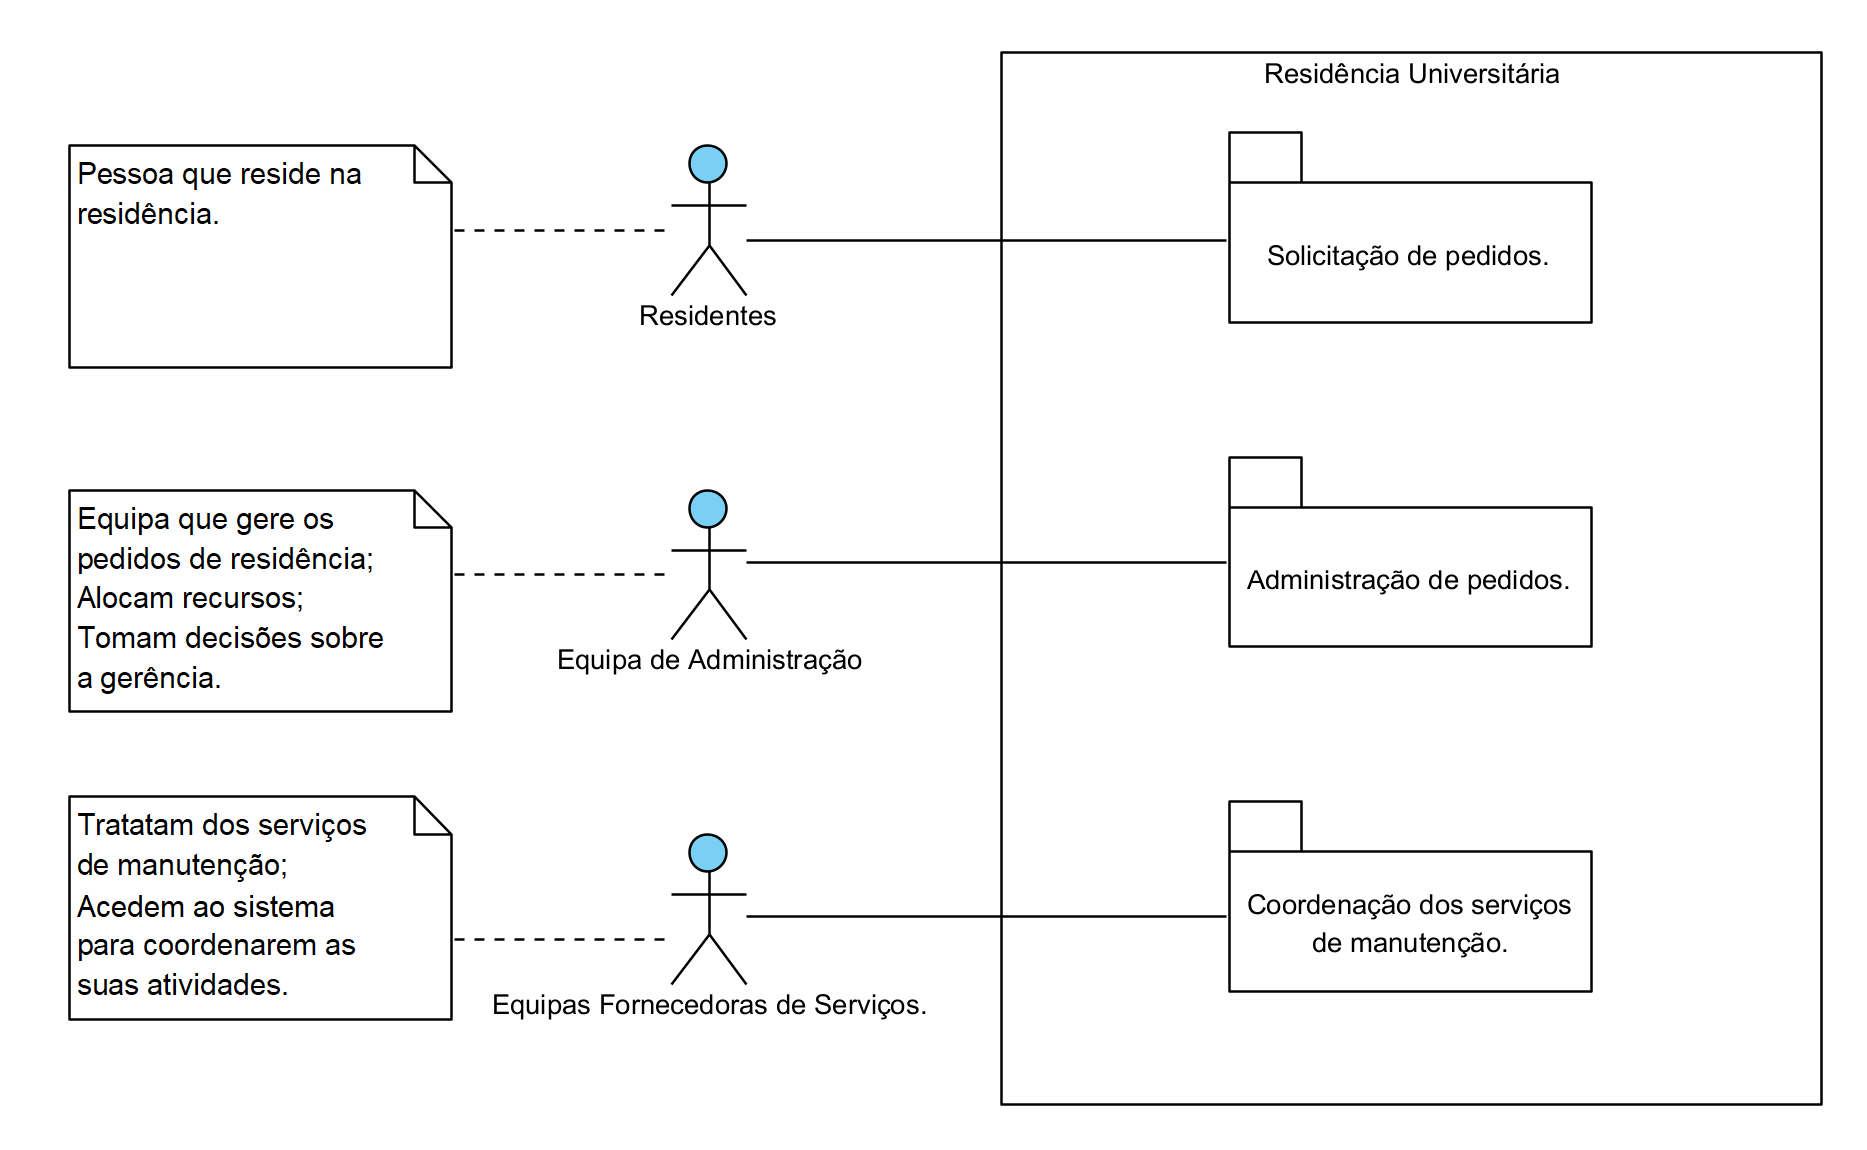 Residência Universitária
Pessoa que reside na
residência.
Residentes
Solicitação de pedidos.
Equipa que gere os
pedidos de residência;
Alocam recursos;
Tomam decisões sobre
a gerência.
Equipa de Administração
Administração de pedidos.
Tratatam dos serviços
de manutenção;
Acedem ao sistema
para coordenarem as
suas atividades.
Equipas Fornecedoras de Serviços.
Coordenação dos serviços
de manutenção.